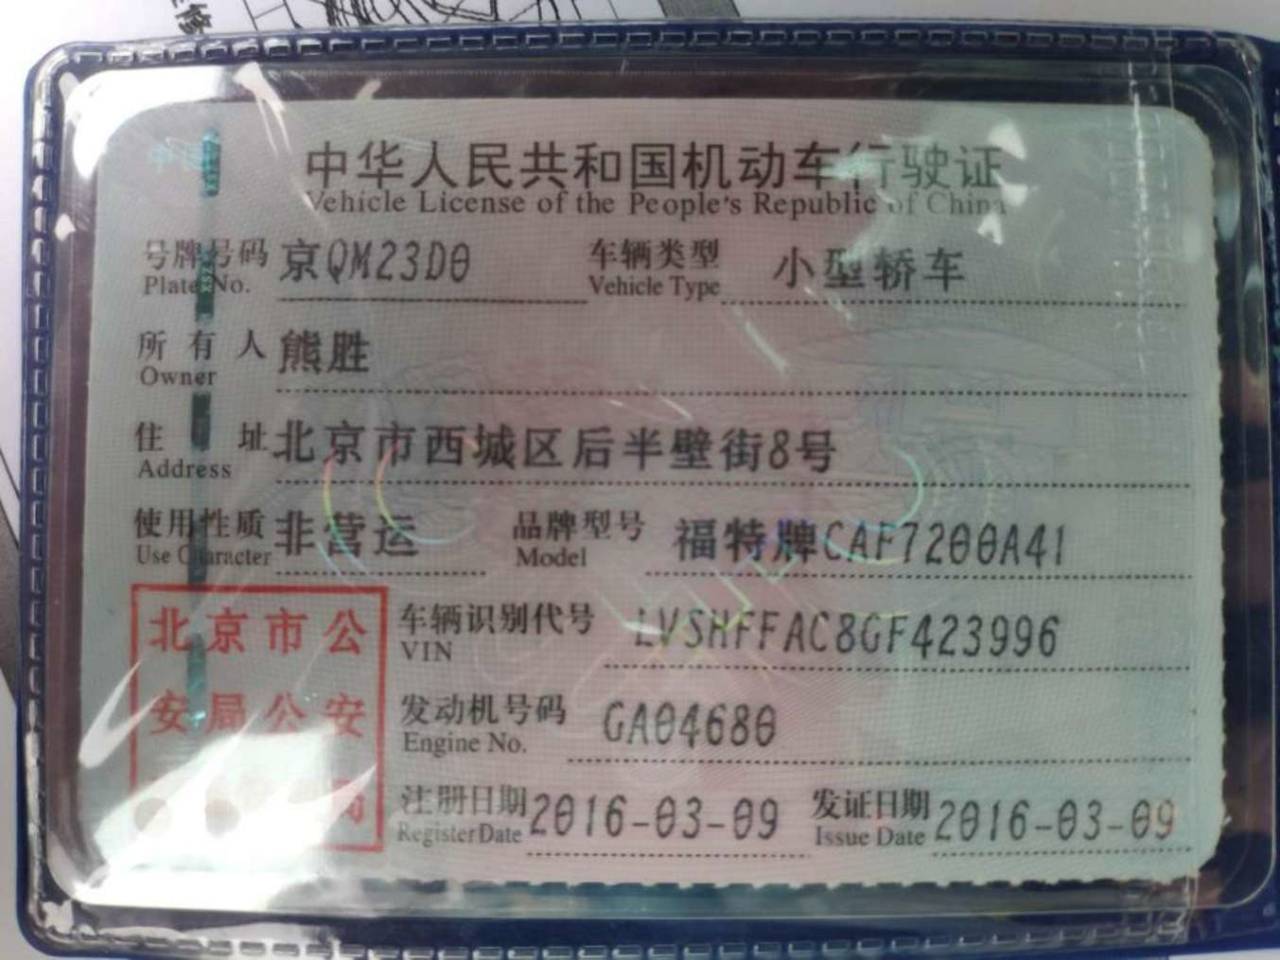 中华人民共和国机动车行驶证
Vehicle License of the People's Republic of China
号牌号码 京QM23D0 车辆类型 小型轿车
Plate No. Vehicle Type
所有人 熊胜
Owner
住址 北京市西城区后半壁街8号
Address
使用性质 非营运 品牌型号 福特牌CAF7200A41
Use Character Model
北京市公 车辆识别代号 LVSHFFAC8GF423996
VIN
安局公安 发动机号码 GA04680
Engine No.
局 注册日期 2016-03-09 发证日期 2016-03-09
Register Date Issue Date